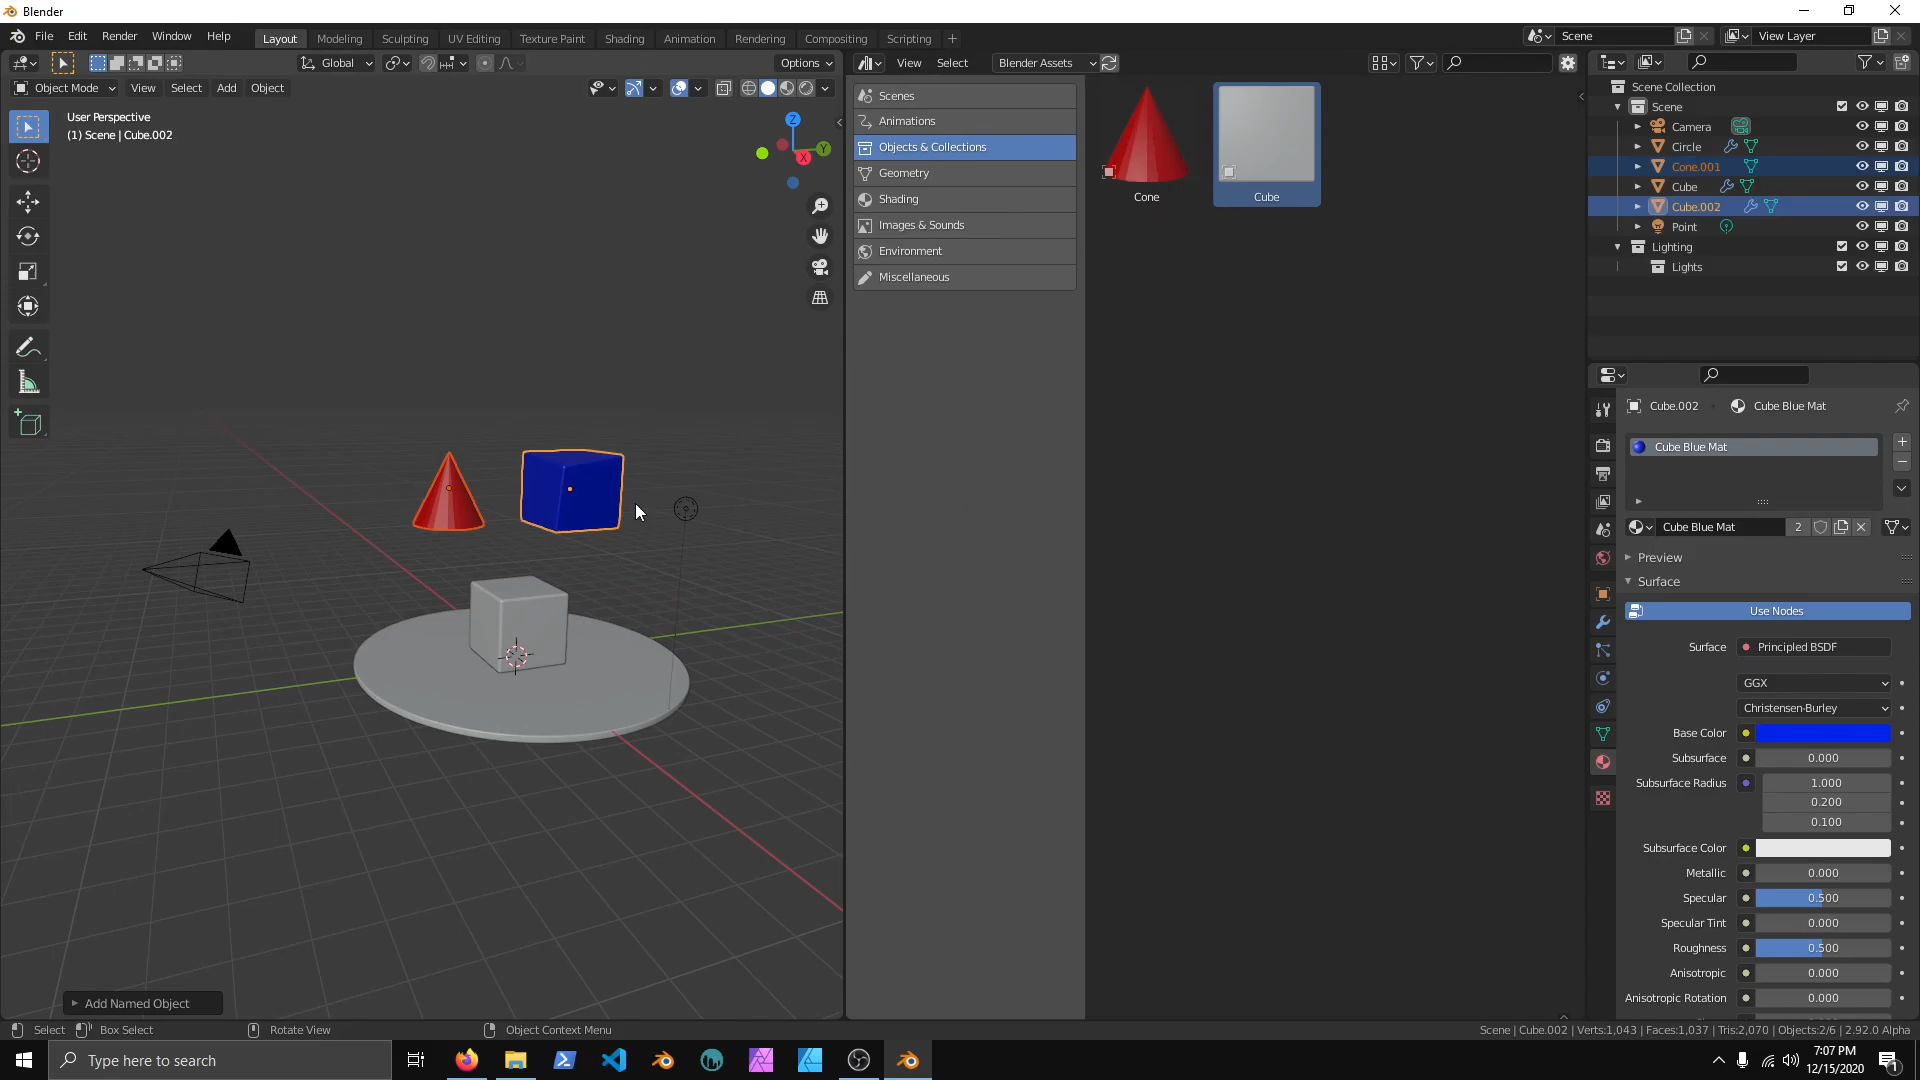 Blender
File Edit Render Window Help
Layout Modeling Sculpting UV Editing Texture Paint Shading Animation Rendering Compositing Scripting +
Scene
View Layer
Global
Options
Object Mode View Select Add Object
User Perspective
(1) Scene | Cube.002
Z
Y
X
Add Named Object
View Select Blender Assets
Scenes
Animations
Objects & Collections
Geometry
Shading
Images & Sounds
Environment
Miscellaneous
Cone
Cube
Scene Collection
Scene
Camera
Circle
Cone.001
Cube
Cube.002
Point
Lighting
Lights
Cube.002 Cube Blue Mat
Cube Blue Mat
Cube Blue Mat 2
Preview
Surface
Use Nodes
Surface Principled BSDF
GGX
Christensen-Burley
Base Color
Subsurface 0.000
Subsurface Radius 1.000
0.200
0.100
Subsurface Color
Metallic 0.000
Specular 0.500
Specular Tint 0.000
Roughness 0.500
Anisotropic 0.000
Anisotropic Rotation 0.000
Select Box Select Rotate View Object Context Menu
Scene | Cube.002 | Verts:1,043 | Faces:1,037 | Tris:2,070 | Objects:2/6 | 2.92.0 Alpha
Type here to search
7:07 PM
12/15/2020
1